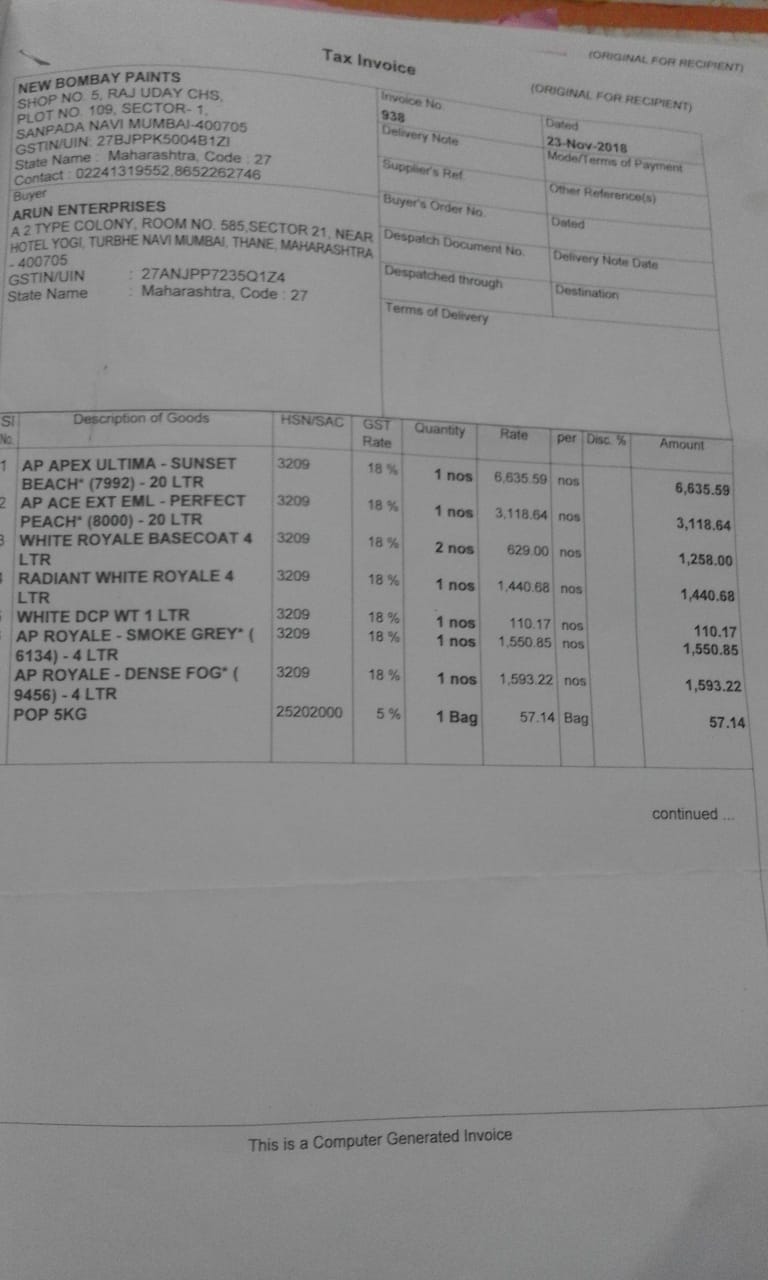 Tax Invoice
(ORIGINAL FOR RECIPIENT)
(ORIGINAL FOR RECIPIENT)
NEW BOMBAY PAINTS
SHOP NO. 5, RAJ UDAY CHS,
PLOT NO. 109, SECTOR- 1,
SANPADA NAVI MUMBAI-400705
GSTIN/UIN: 27BJPPK5004B1ZI
State Name : Maharashtra, Code : 27
Contact : 02241319552,8652262746
Buyer
ARUN ENTERPRISES
A 2 TYPE COLONY, ROOM NO. 585,SECTOR 21, NEAR
HOTEL YOGI, TURBHE NAVI MUMBAI, THANE, MAHARASHTRA
- 400705
GSTIN/UIN : 27ANJPP7235Q1Z4
State Name : Maharashtra, Code : 27
Invoice No.
938
Dated
23-Nov-2018
Delivery Note
Mode/Terms of Payment
Supplier's Ref.
Other Reference(s)
Buyer's Order No.
Dated
Despatch Document No.
Delivery Note Date
Despatched through
Destination
Terms of Delivery
Sl No. Description of Goods HSN/SAC GST Rate Quantity Rate per Disc. % Amount
1 AP APEX ULTIMA - SUNSET 3209 18 % 1 nos 6,635.59 nos 6,635.59
BEACH* (7992) - 20 LTR
2 AP ACE EXT EML - PERFECT 3209 18 % 1 nos 3,118.64 nos 3,118.64
PEACH* (8000) - 20 LTR
3 WHITE ROYALE BASECOAT 4 3209 18 % 2 nos 629.00 nos 1,258.00
LTR
RADIANT WHITE ROYALE 4 3209 18 % 1 nos 1,440.68 nos 1,440.68
LTR
WHITE DCP WT 1 LTR 3209 18 % 1 nos 110.17 nos 110.17
AP ROYALE - SMOKE GREY* ( 3209 18 % 1 nos 1,550.85 nos 1,550.85
6134) - 4 LTR
AP ROYALE - DENSE FOG* ( 3209 18 % 1 nos 1,593.22 nos 1,593.22
9456) - 4 LTR
POP 5KG 25202000 5 % 1 Bag 57.14 Bag 57.14
continued ...
This is a Computer Generated Invoice